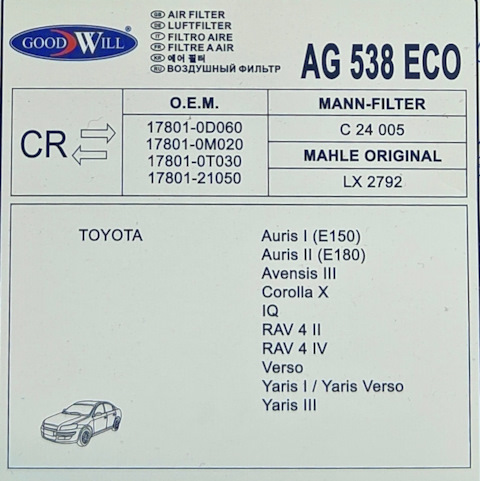 GOOD WILL ®
GB AIR FILTER
DE LUFTFILTER
IT FILTRO ARIE
FR FILTRE A AIR
KR 에어 필터
RU ВОЗДУШНЫЙ ФИЛЬТР
AG 538 ECO
CR
O.E.M.
17801-0D060
17801-0M020
17801-0T030
17801-21050
MANN-FILTER
C 24 005
MAHLE ORIGINAL
LX 2792
TOYOTA
Auris I (E150)
Auris II (E180)
Avensis III
Corolla X
IQ
RAV 4 II
RAV 4 IV
Verso
Yaris I / Yaris Verso
Yaris III